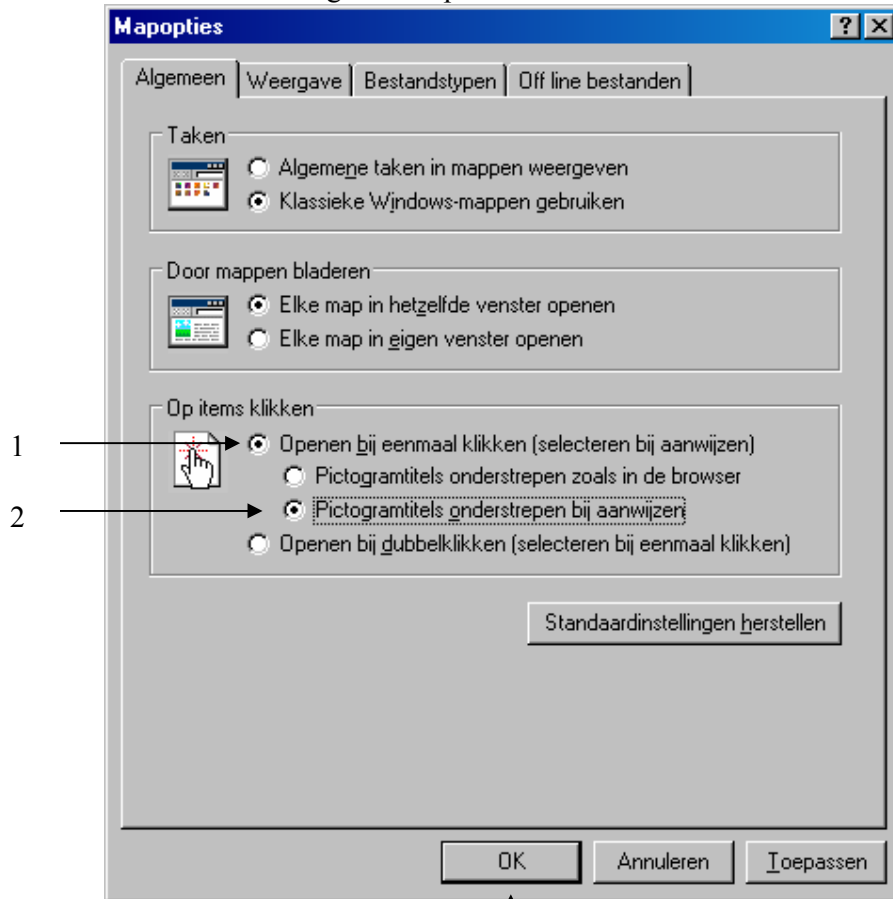 Mapopties
Algemeen Weergave Bestandstypen Off line bestanden
Taken
Algemene taken in mappen weergeven
Klassieke Windows-mappen gebruiken
Door mappen bladeren
Elke map in hetzelfde venster openen
Elke map in eigen venster openen
Op items klikken
1 Openen bij eenmaal klikken (selecteren bij aanwijzen)
Pictogramtitels onderstrepen zoals in de browser
2 Pictogramtitels onderstrepen bij aanwijzen
Openen bij dubbelklikken (selecteren bij eenmaal klikken)
Standaardinstellingen herstellen
OK Annuleren Toepassen